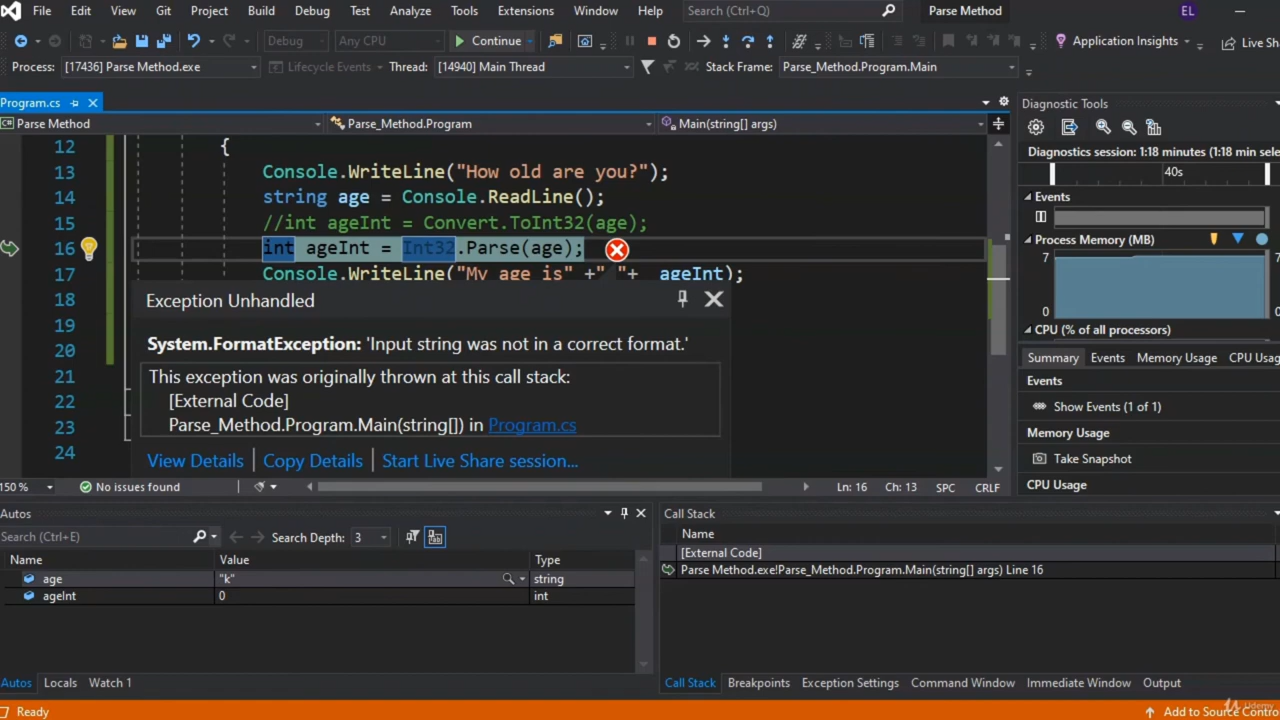 File Edit View Git Project Build Debug Test Analyze Tools Extensions Window Help Search (Ctrl+Q) Parse Method EL
Debug Any CPU Continue Application Insights Live Sh
Process: [17436] Parse Method.exe Lifecycle Events Thread: [14940] Main Thread Stack Frame: Parse_Method.Program.Main
Program.cs Diagnostic Tools
Parse Method Parse_Method.Program Main(string[] args)
12 {
13 Console.WriteLine("How old are you?");
14 string age = Console.ReadLine();
15 //int ageInt = Convert.ToInt32(age);
16 int ageInt = Int32.Parse(age);
17 Console.WriteLine("My age is" +" "+ ageInt);
18
19
20
21
22
23
24
Exception Unhandled
System.FormatException: 'Input string was not in a correct format.'
This exception was originally thrown at this call stack:
[External Code]
Parse_Method.Program.Main(string[]) in Program.cs
View Details Copy Details Start Live Share session...
Diagnostics session: 1:18 minutes (1:18 min sele
40s
Events
Process Memory (MB)
7 7
0 0
CPU (% of all processors)
Summary Events Memory Usage CPU Usag
Events
Show Events (1 of 1)
Memory Usage
Take Snapshot
CPU Usage
150 % No issues found Ln: 16 Ch: 13 SPC CRLF
Autos
Search (Ctrl+E) Search Depth: 3
Name Value Type
age "k" string
ageInt 0 int
Autos Locals Watch 1
Call Stack
Name
[External Code]
Parse Method.exe!Parse_Method.Program.Main(string[] args) Line 16
Call Stack Breakpoints Exception Settings Command Window Immediate Window Output
Ready Add to Source Contro
Udemy